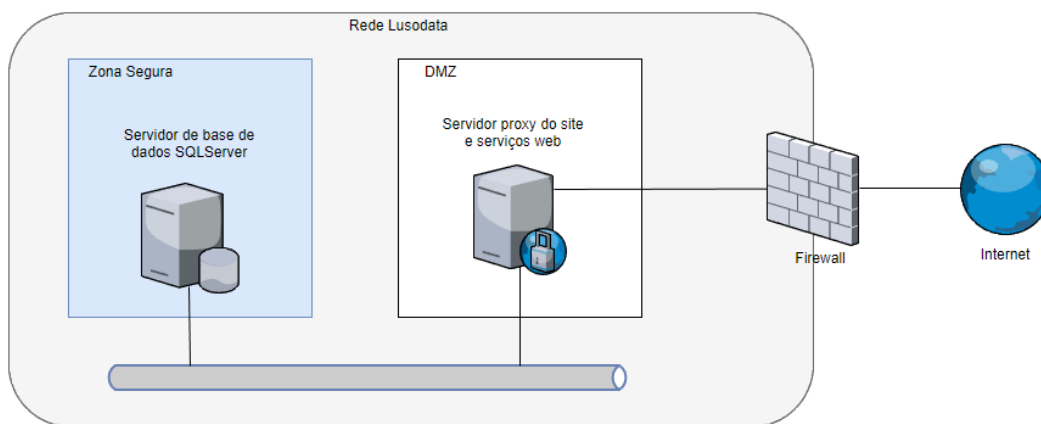 Rede Lusodata
Zona Segura
DMZ
Servidor de base de
dados SQLServer
Servidor proxy do site
e serviços web
Firewall
Internet